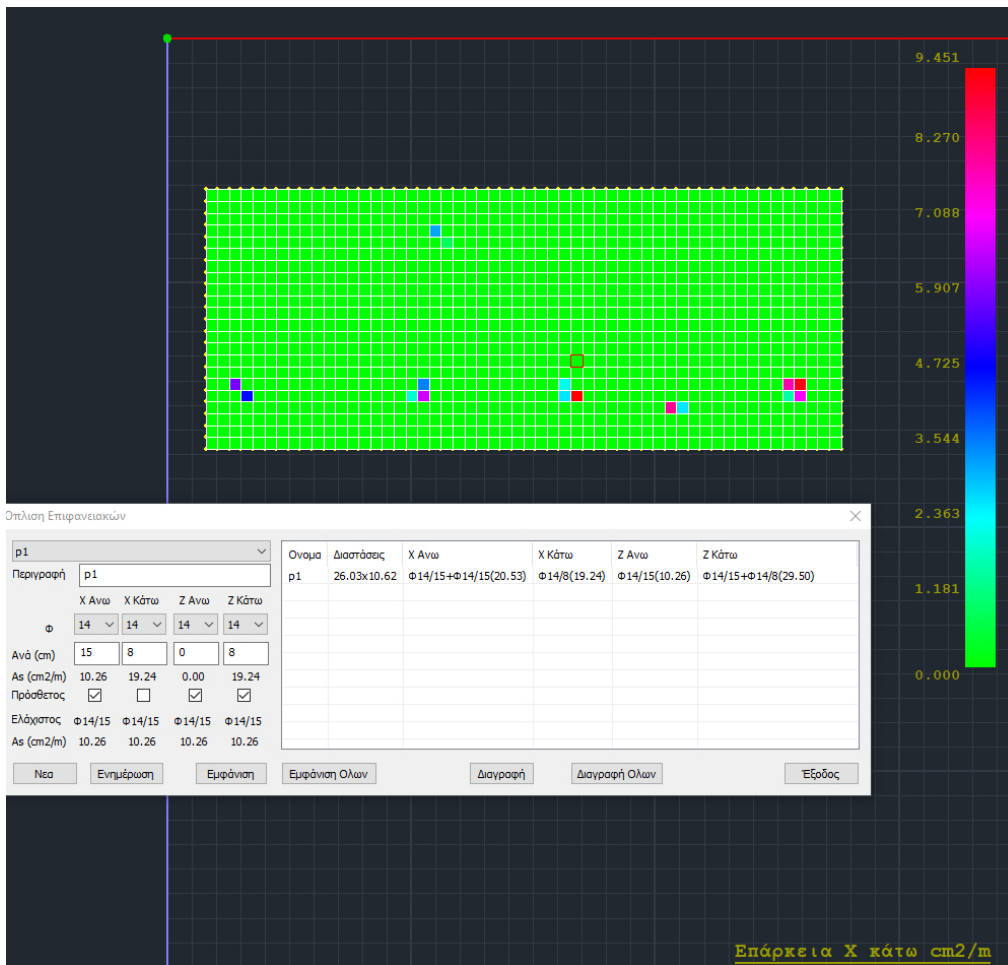 9.451
8.270
7.088
5.907
4.725
3.544
2.363
1.181
0.000
Οπλιση Επιφανειακών
p1
Περιγραφή p1
Χ Ανω Χ Κάτω Ζ Ανω Ζ Κάτω
Φ 14 14 14 14
Ανά (cm) 15 8 0 8
As (cm2/m) 10.26 19.24 0.00 19.24
Πρόσθετος
Ελάχιστος Φ14/15 Φ14/15 Φ14/15 Φ14/15
As (cm2/m) 10.26 10.26 10.26 10.26
Ονομα Διαστάσεις Χ Ανω Χ Κάτω Ζ Ανω Ζ Κάτω
p1 26.03x10.62 Φ14/15+Φ14/15(20.53) Φ14/8(19.24) Φ14/15(10.26) Φ14/15+Φ14/8(29.50)
Νεα Ενημέρωση Εμφάνιση Εμφάνιση Ολων Διαγραφή Διαγραφή Ολων Έξοδος
Επάρκεια Χ κάτω cm2/m